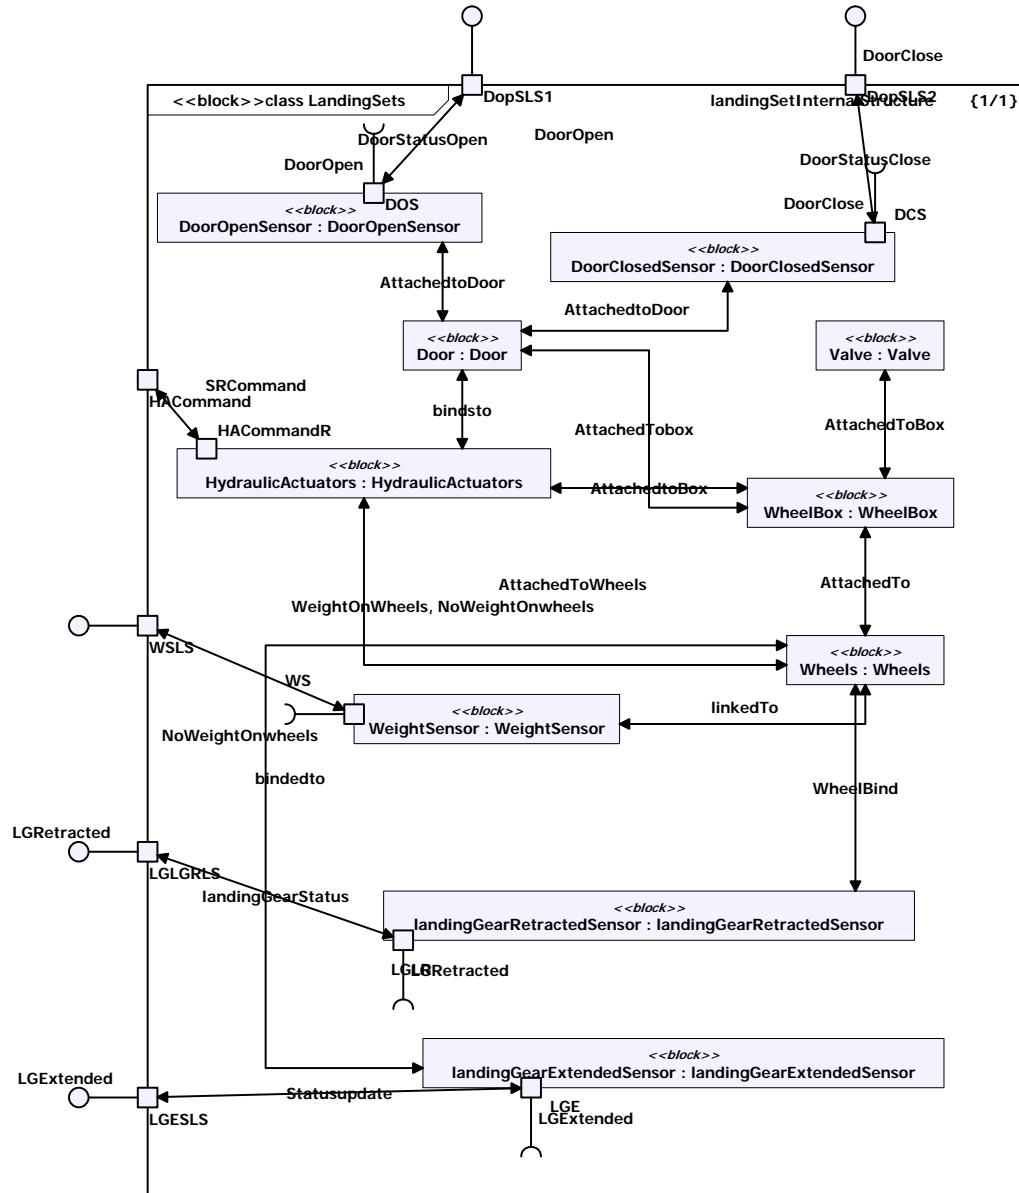 DoorClose
<<block>>class LandingSets
DopSLS1
landingSetInternalStructure
DopSLS2
{1/1}
DoorStatusOpen
DoorOpen
DoorOpen
DoorStatusClose
DoorClose
DOS
DCS
<<block>>
DoorOpenSensor : DoorOpenSensor
<<block>>
DoorClosedSensor : DoorClosedSensor
AttachedtoDoor
AttachedtoDoor
<<block>>
Door : Door
<<block>>
Valve : Valve
SRCommand
HACommand
bindsto
HACommandR
AttachedTobox
AttachedToBox
<<block>>
HydraulicActuators : HydraulicActuators
AttachedtoBox
<<block>>
WheelBox : WheelBox
AttachedToWheels
AttachedTo
WeightOnWheels, NoWeightOnwheels
WSLS
<<block>>
Wheels : Wheels
WS
linkedTo
<<block>>
WeightSensor : WeightSensor
NoWeightOnwheels
bindedto
WheelBind
LGRetracted
LGLGRLS
landingGearStatus
<<block>>
landingGearRetractedSensor : landingGearRetractedSensor
LGRetracted
<<block>>
landingGearExtendedSensor : landingGearExtendedSensor
LGExtended
Statusupdate
LGESLS
LGE
LGExtended